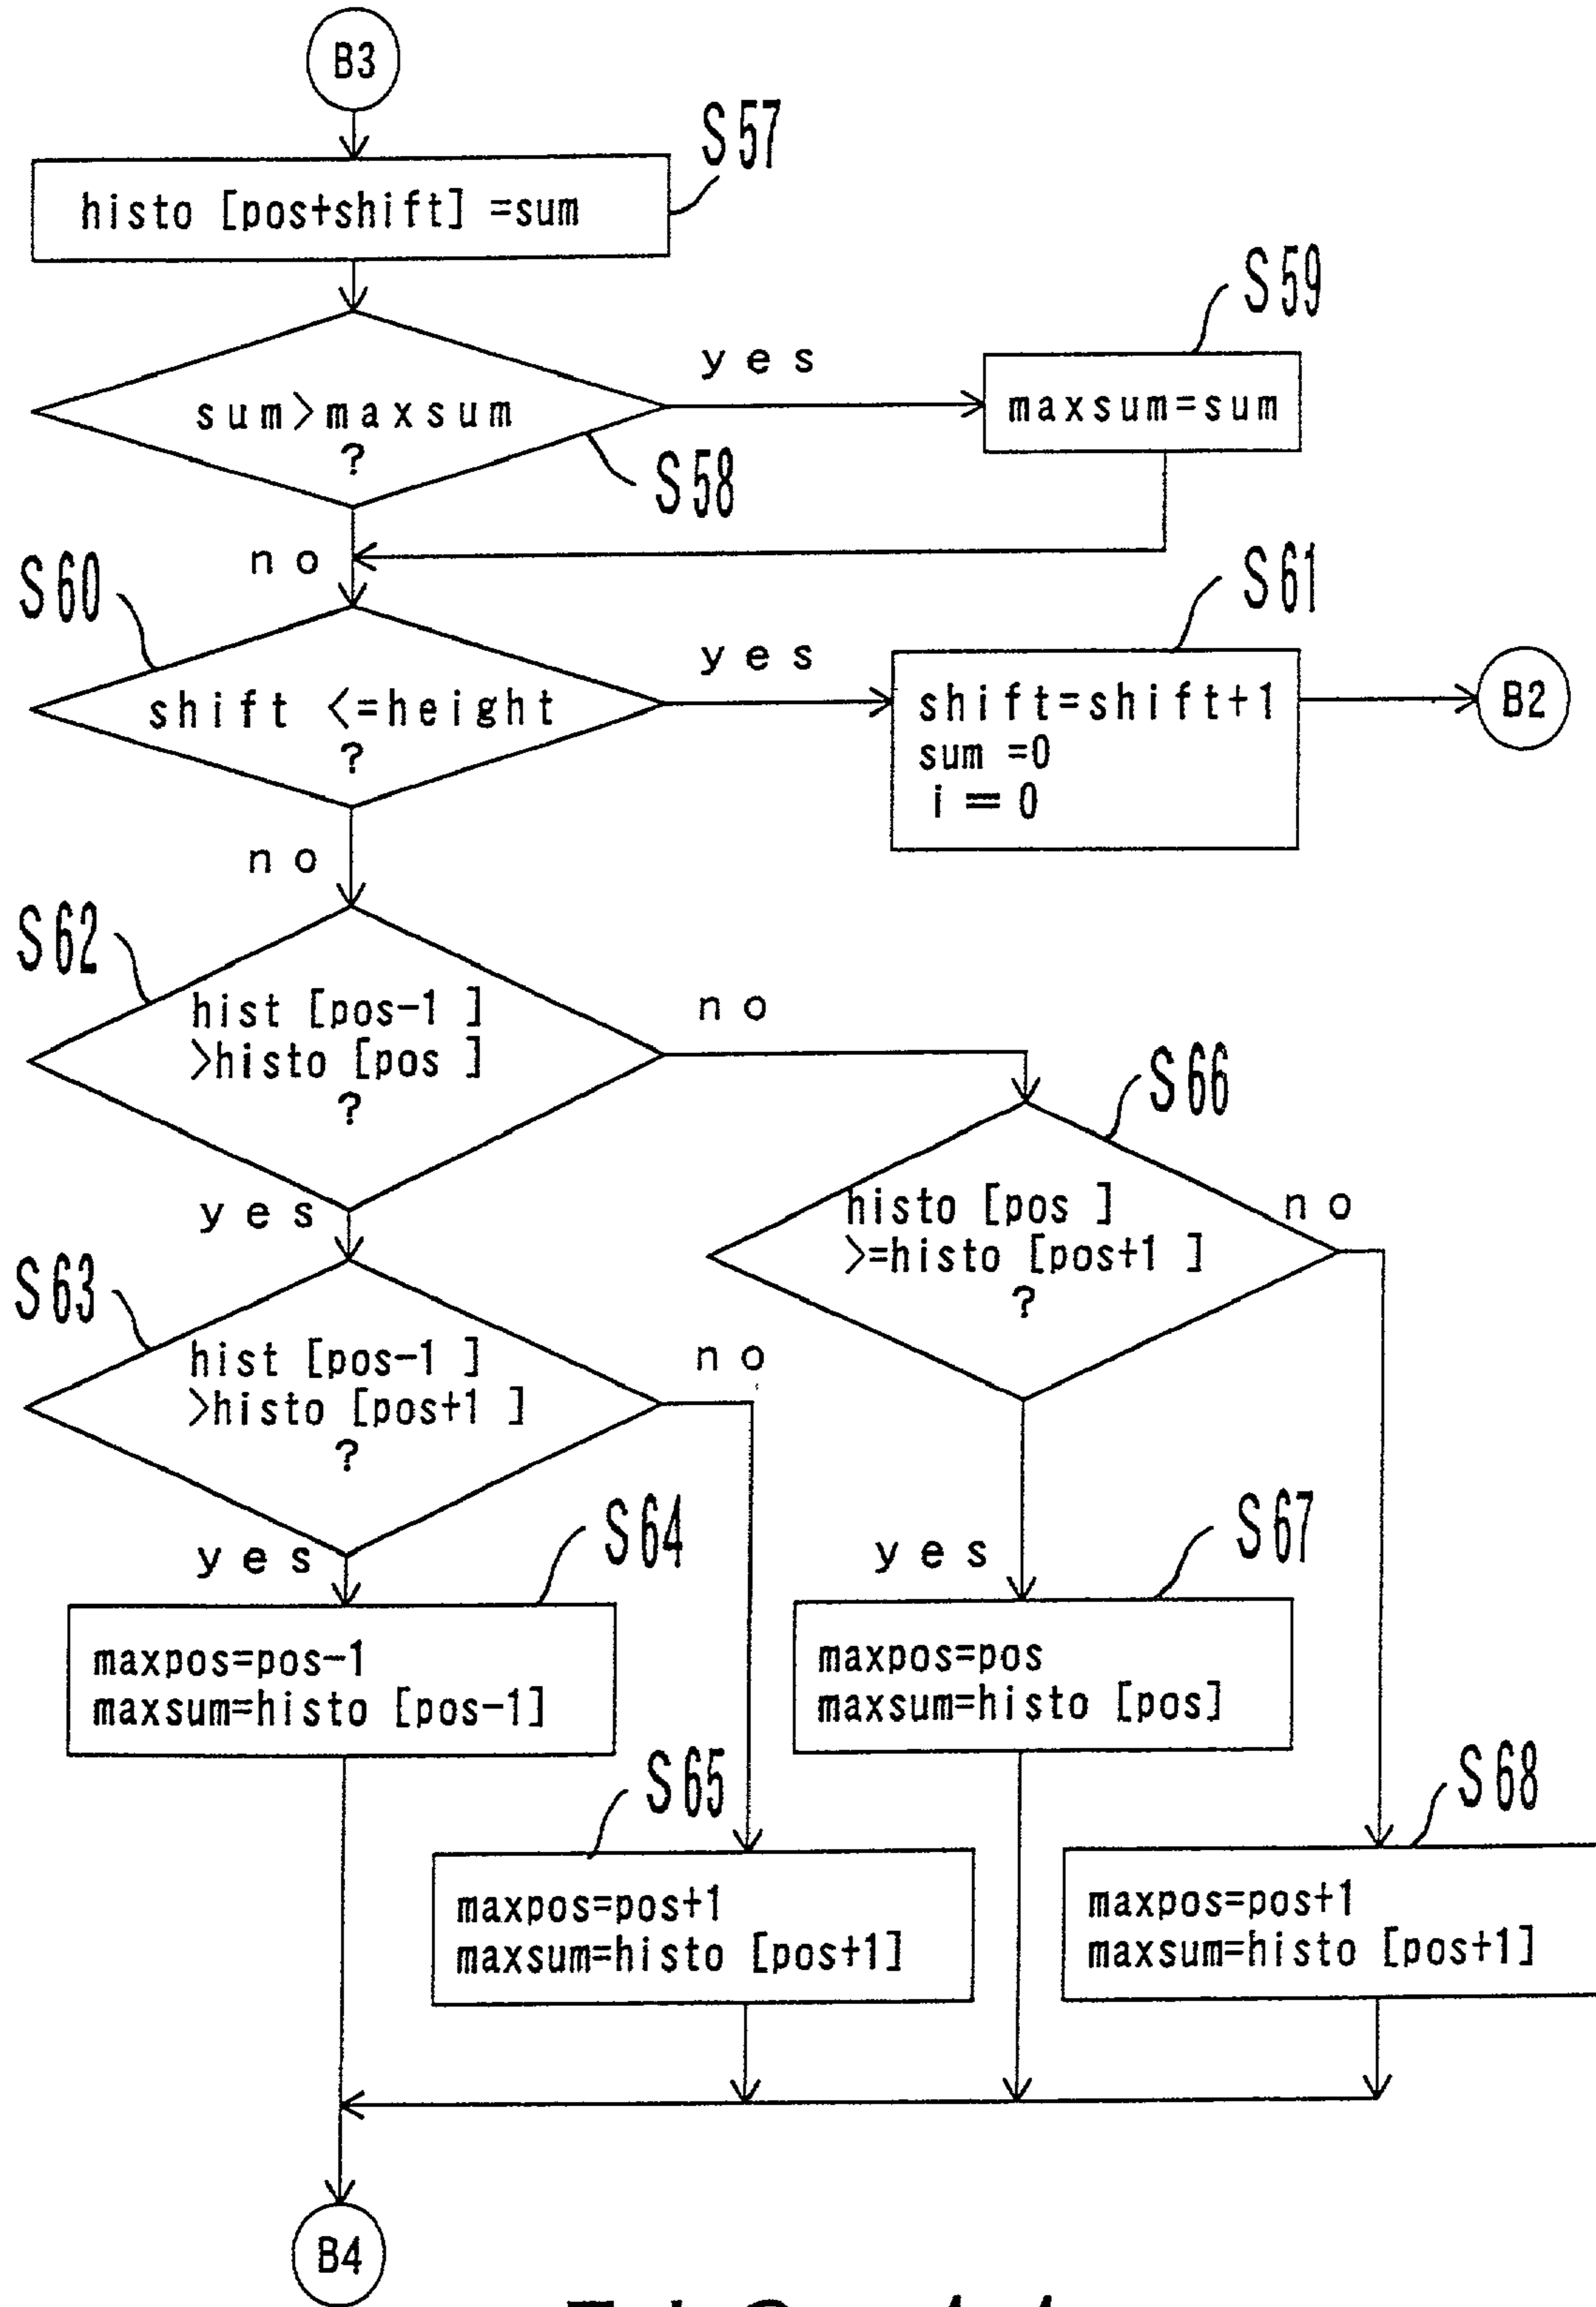 B3
S57
histo [pos+shift] =sum
S59
yes
maxsum=sum
sum>maxsum
?
S58
no
S60
S61
yes
shift <=height
?
shift=shift+1
sum =0
i = 0
B2
no
S62
hist [pos-1 ]
>histo [pos ]
?
no
S66
yes
histo [pos ]
>=histo [pos+1 ]
?
no
S63
hist [pos-1 ]
>histo [pos+1 ]
?
no
yes
S64
yes
S67
maxpos=pos-1
maxsum=histo [pos-1]
maxpos=pos
maxsum=histo [pos]
S65
S68
maxpos=pos+1
maxsum=histo [pos+1]
maxpos=pos+1
maxsum=histo [pos+1]
B4